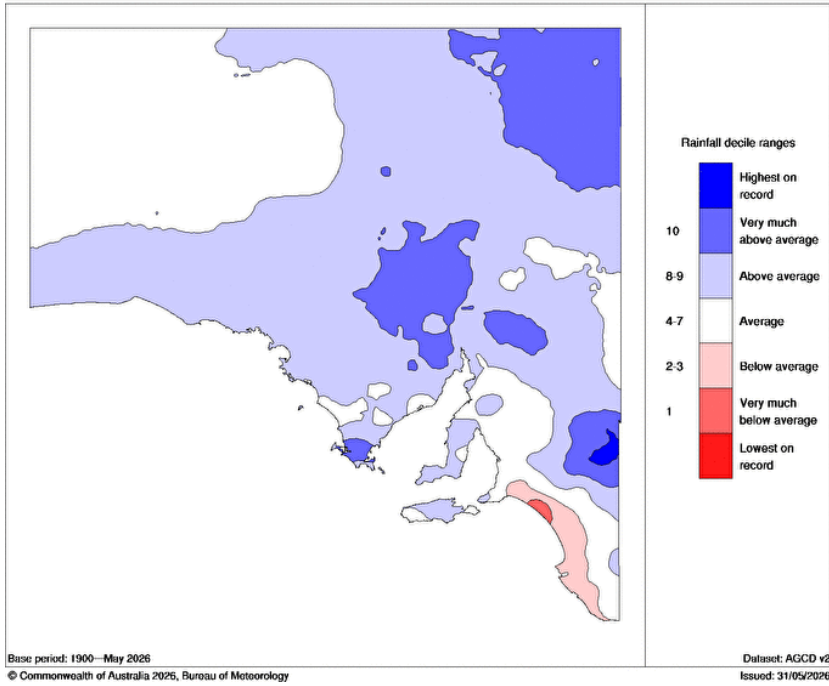 Rainfall decile ranges
Highest on
record
10
Very much
above average
8-9
Above average
4-7
Average
2-3
Below average
1
Very much
below average
Lowest on
record
Base period: 1900—May 2026
Dataset: AGCD v2
© Commonwealth of Australia 2026, Bureau of Meteorology
Issued: 31/05/2026